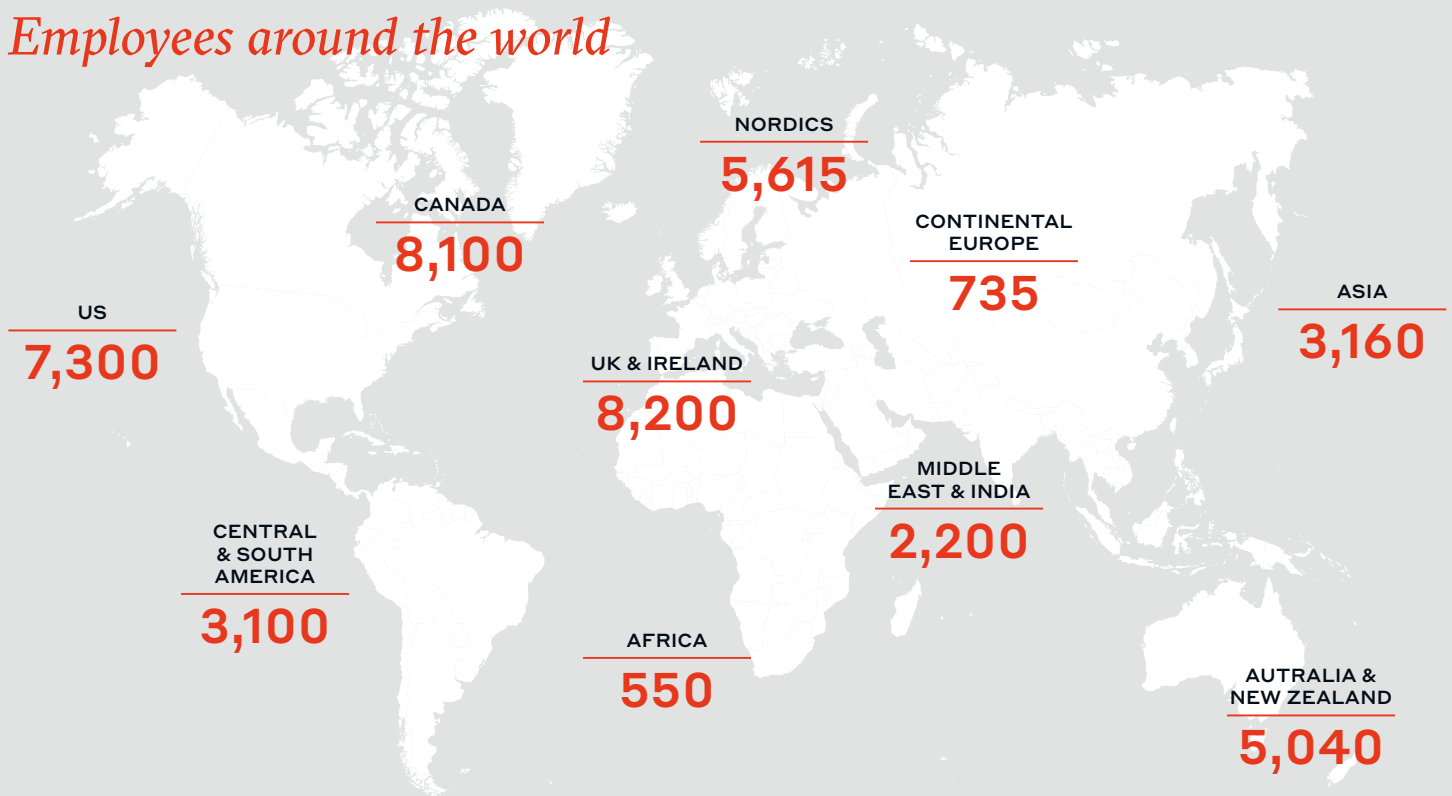 Employees around the world
NORDICS
5,615
CANADA
8,100
CONTINENTAL
EUROPE
735
US
7,300
ASIA
3,160
UK & IRELAND
8,200
MIDDLE
EAST & INDIA
2,200
CENTRAL
& SOUTH
AMERICA
3,100
AFRICA
550
AUTRALIA &
NEW ZEALAND
5,040